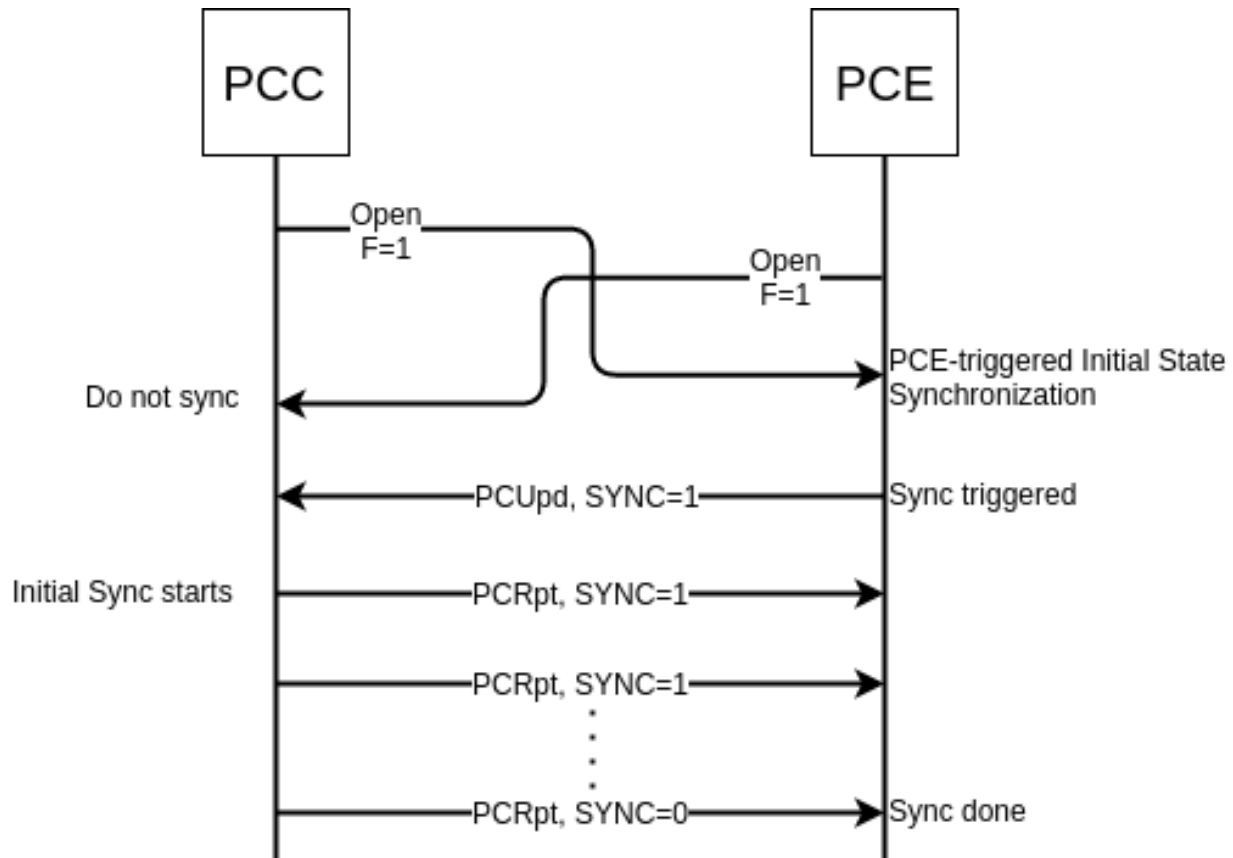 PCC
PCE
Open
F=1
Open
F=1
PCE-triggered Initial State
Synchronization
Do not sync
PCUpd, SYNC=1
Sync triggered
Initial Sync starts
PCRpt, SYNC=1
PCRpt, SYNC=1
PCRpt, SYNC=0
Sync done